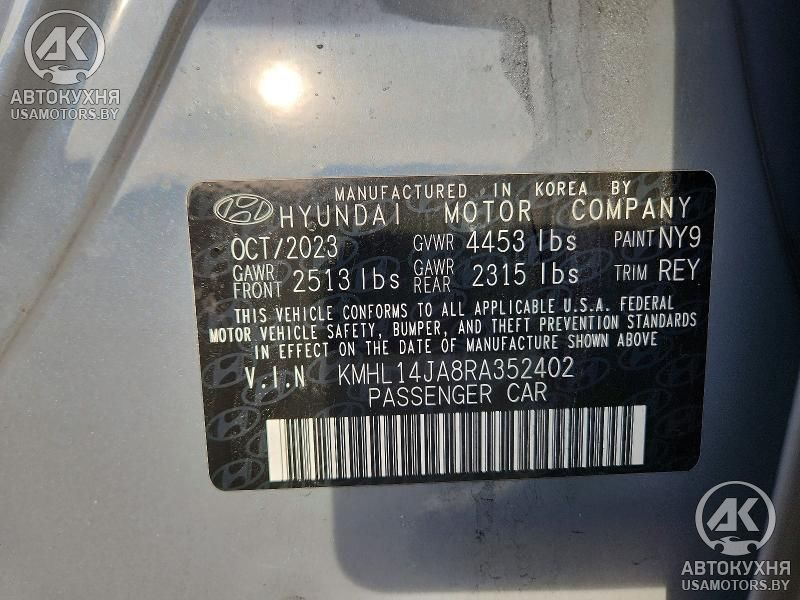 АК
АВТОКУХНЯ
USAMOTORS.BY
MANUFACTURED IN KOREA BY
HYUNDAI MOTOR COMPANY
OCT/2023 GVWR 4453 lbs PAINT NY9
GAWR FRONT 2513 lbs GAWR REAR 2315 lbs TRIM REY
THIS VEHICLE CONFORMS TO ALL APPLICABLE U.S.A. FEDERAL
MOTOR VEHICLE SAFETY, BUMPER, AND THEFT PREVENTION STANDARDS
IN EFFECT ON THE DATE OF MANUFACTURE SHOWN ABOVE
V.I.N KMHL14JA8RA352402
PASSENGER CAR
АК
АВТОКУХНЯ
USAMOTORS.BY